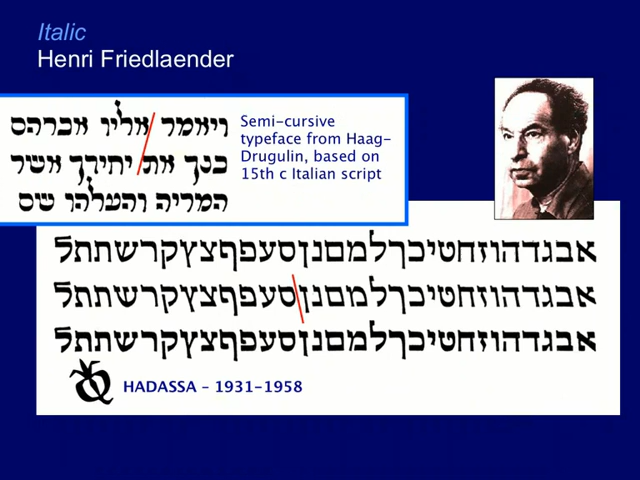 Italic
Henri Friedlaender
ויאמר אליו אברהם
בנך את יחידך אשר
המריה והעלהו שם
Semi-cursive
typeface from Haag-
Drugulin, based on
15th c Italian script
אבגדהוזחטיכךלמםנןסעפףצץקרשתתל
אבגדהוזחטיכךלמםנןסעפףצץקרשתתל
אבגדהוזחטיכךלמםנןסעפףצץקרשתתל
HADASSA – 1931–1958